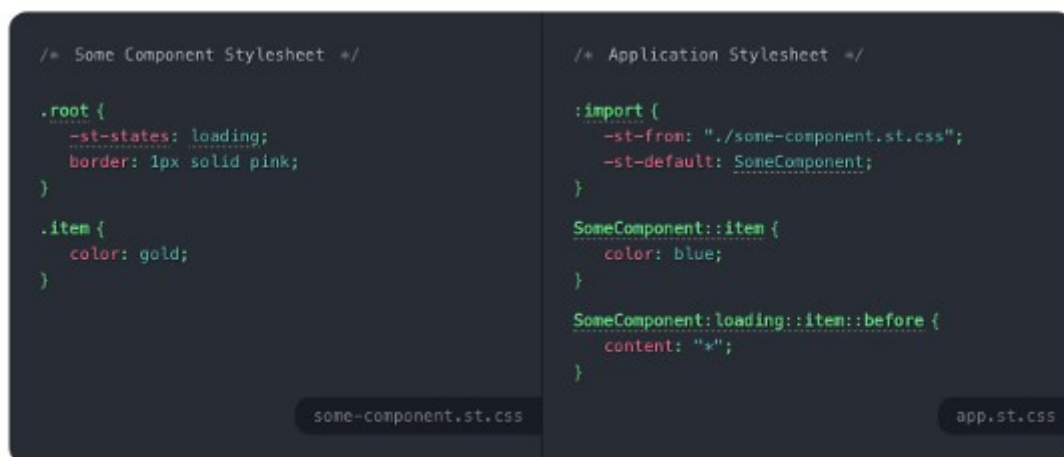 /* Some Component Stylesheet */
.root {
-st-states: loading;
border: 1px solid pink;
}
.item {
color: gold;
}
some-component.st.css
/* Application Stylesheet */
:import {
-st-from: "./some-component.st.css";
-st-default: SomeComponent;
}
SomeComponent::item {
color: blue;
}
SomeComponent:loading::item::before {
content: "*";
}
app.st.css